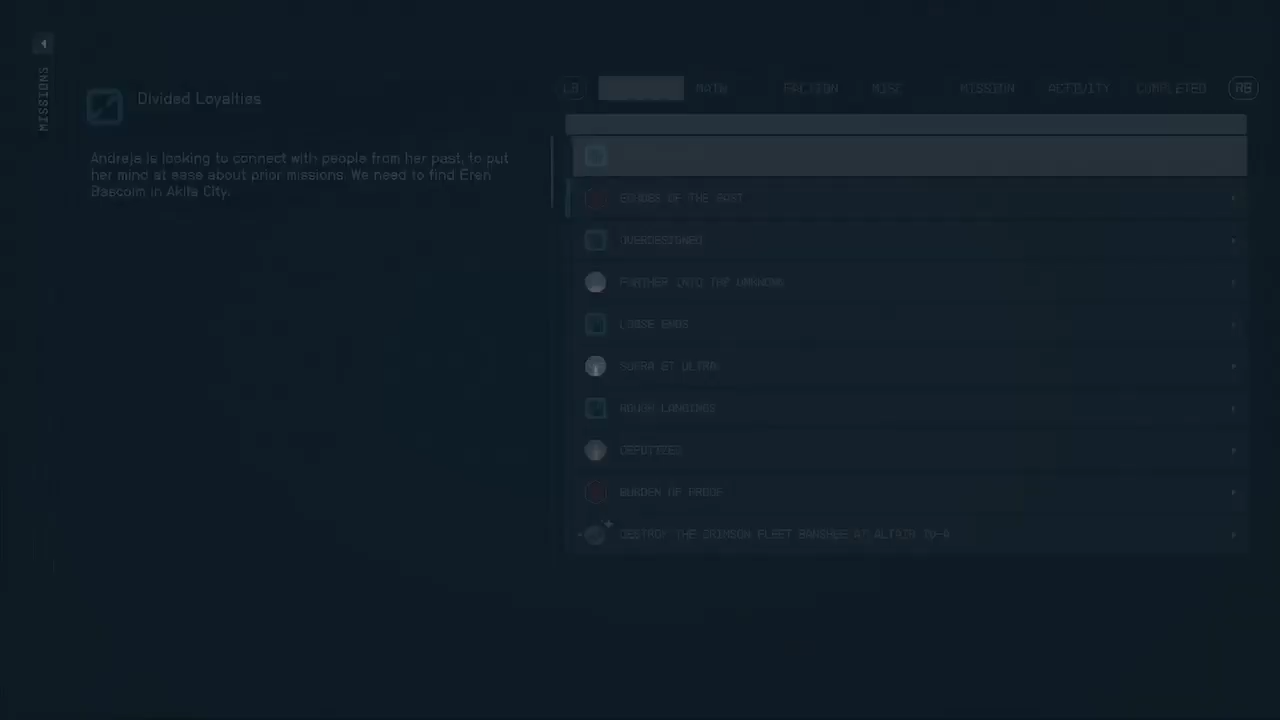 MISSIONS
Divided Loyalties
Andreja is looking to connect with people from her past, to put
her mind at ease about prior missions. We need to find Eren
Bascom in Akila City.
LB MAIN FACTION MISC MISSION ACTIVITY COMPLETED RB
ECHOES OF THE PAST
OVERDESIGNED
FURTHER INTO THE UNKNOWN
LOOSE ENDS
SUPRA ET ULTRA
ROUGH LANDINGS
DEPUTIZED
BURDEN OF PROOF
DESTROY THE CRIMSON FLEET BANSHEE AT ALTAIR IV-A